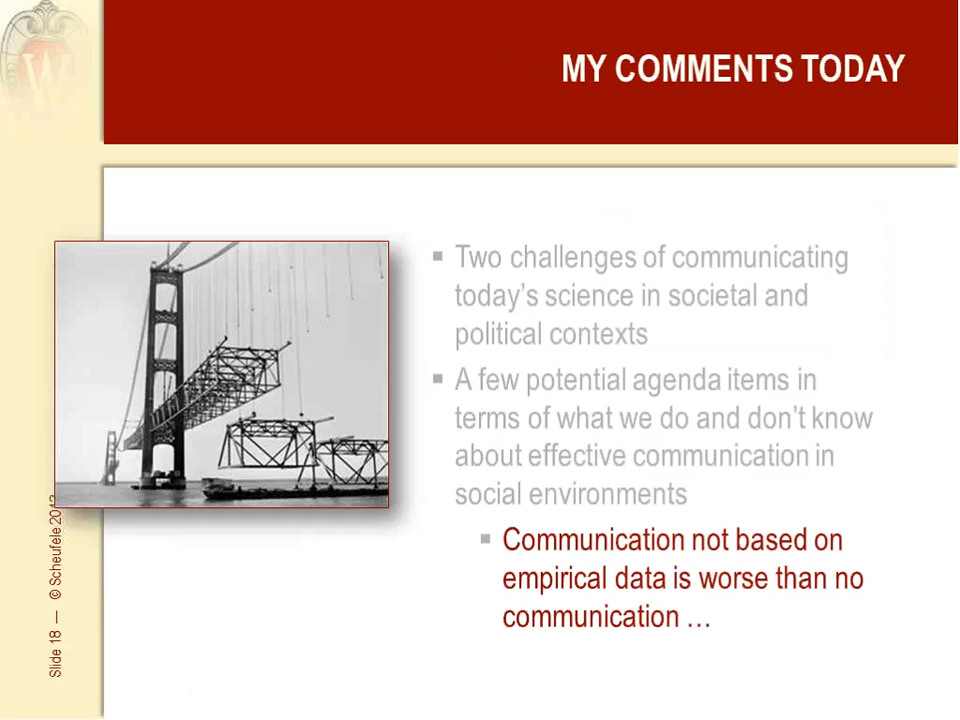 MY COMMENTS TODAY
Two challenges of communicating
today's science in societal and
political contexts
A few potential agenda items in
terms of what we do and don't know
about effective communication in
social environments
Communication not based on
empirical data is worse than no
communication …
Slide 18 — © Scheufele
W